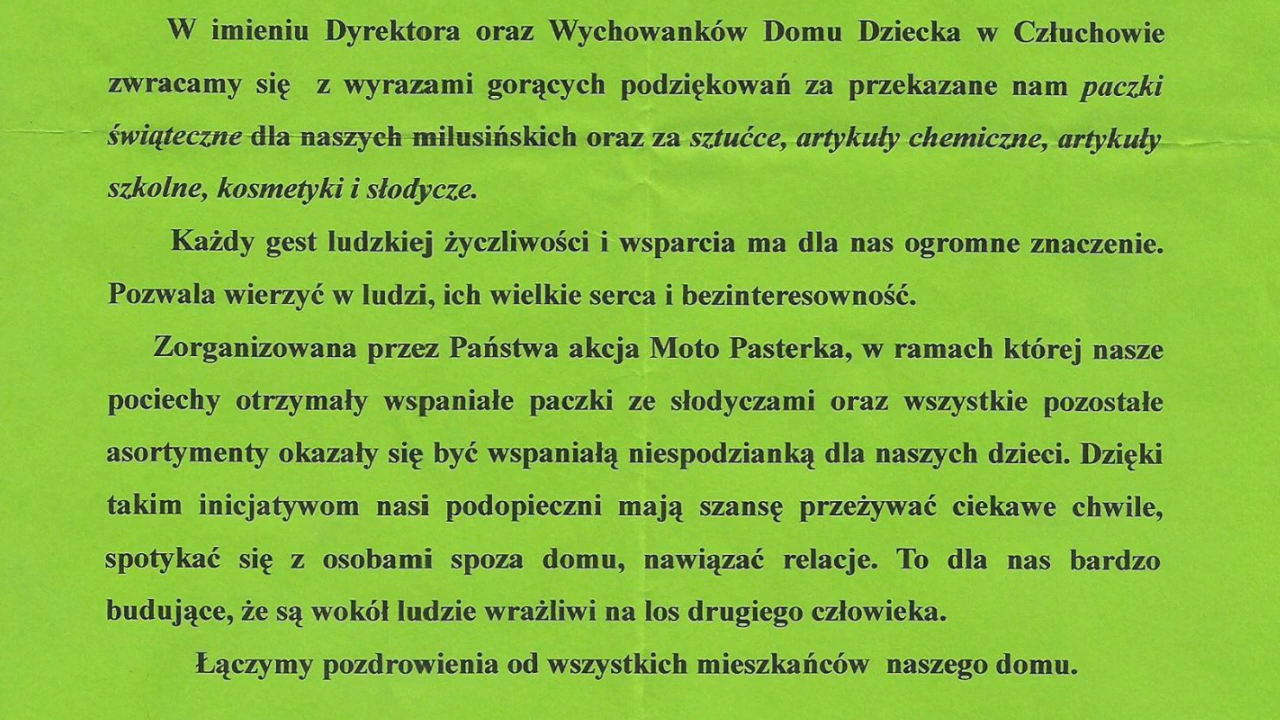 W imieniu Dyrektora oraz Wychowanków Domu Dziecka w Człuchowie
zwracamy się z wyrazami gorących podziękowań za przekazane nam paczki
świąteczne dla naszych milusińskich oraz za sztućce, artykuły chemiczne, artykuły
szkolne, kosmetyki i słodycze.
Każdy gest ludzkiej życzliwości i wsparcia ma dla nas ogromne znaczenie.
Pozwala wierzyć w ludzi, ich wielkie serca i bezinteresowność.
Zorganizowana przez Państwa akcja Moto Pasterka, w ramach której nasze
pociechy otrzymały wspaniałe paczki ze słodyczami oraz wszystkie pozostałe
asortymenty okazały się być wspaniałą niespodzianką dla naszych dzieci. Dzięki
takim inicjatywom nasi podopieczni mają szansę przeżywać ciekawe chwile,
spotykać się z osobami spoza domu, nawiązać relacje. To dla nas bardzo
budujące, że są wokół ludzie wrażliwi na los drugiego człowieka.
Łączymy pozdrowienia od wszystkich mieszkańców naszego domu.